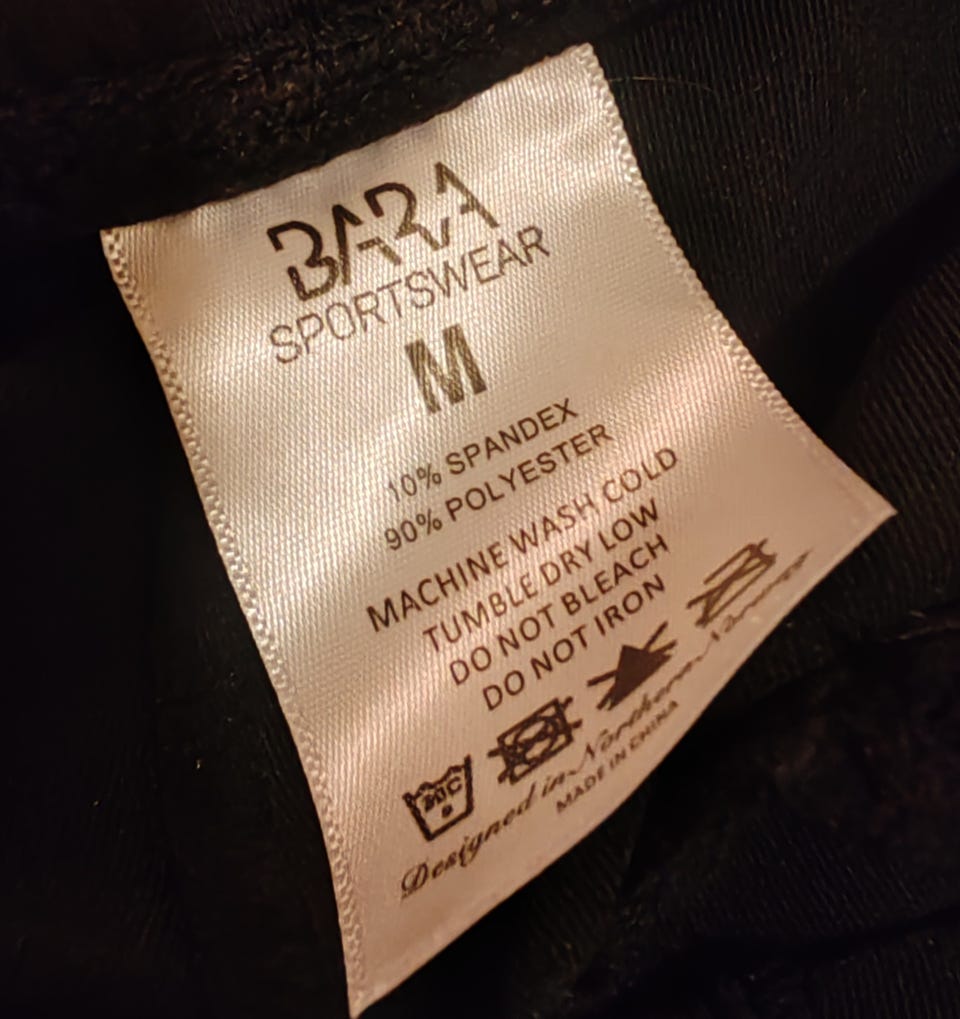 BARA
SPORTSWEAR
M
10% SPANDEX
90% POLYESTER
MACHINE WASH COLD
TUMBLE DRY LOW
DO NOT BLEACH
DO NOT IRON
30°C
Designed in Northern Norway
MADE IN CHINA